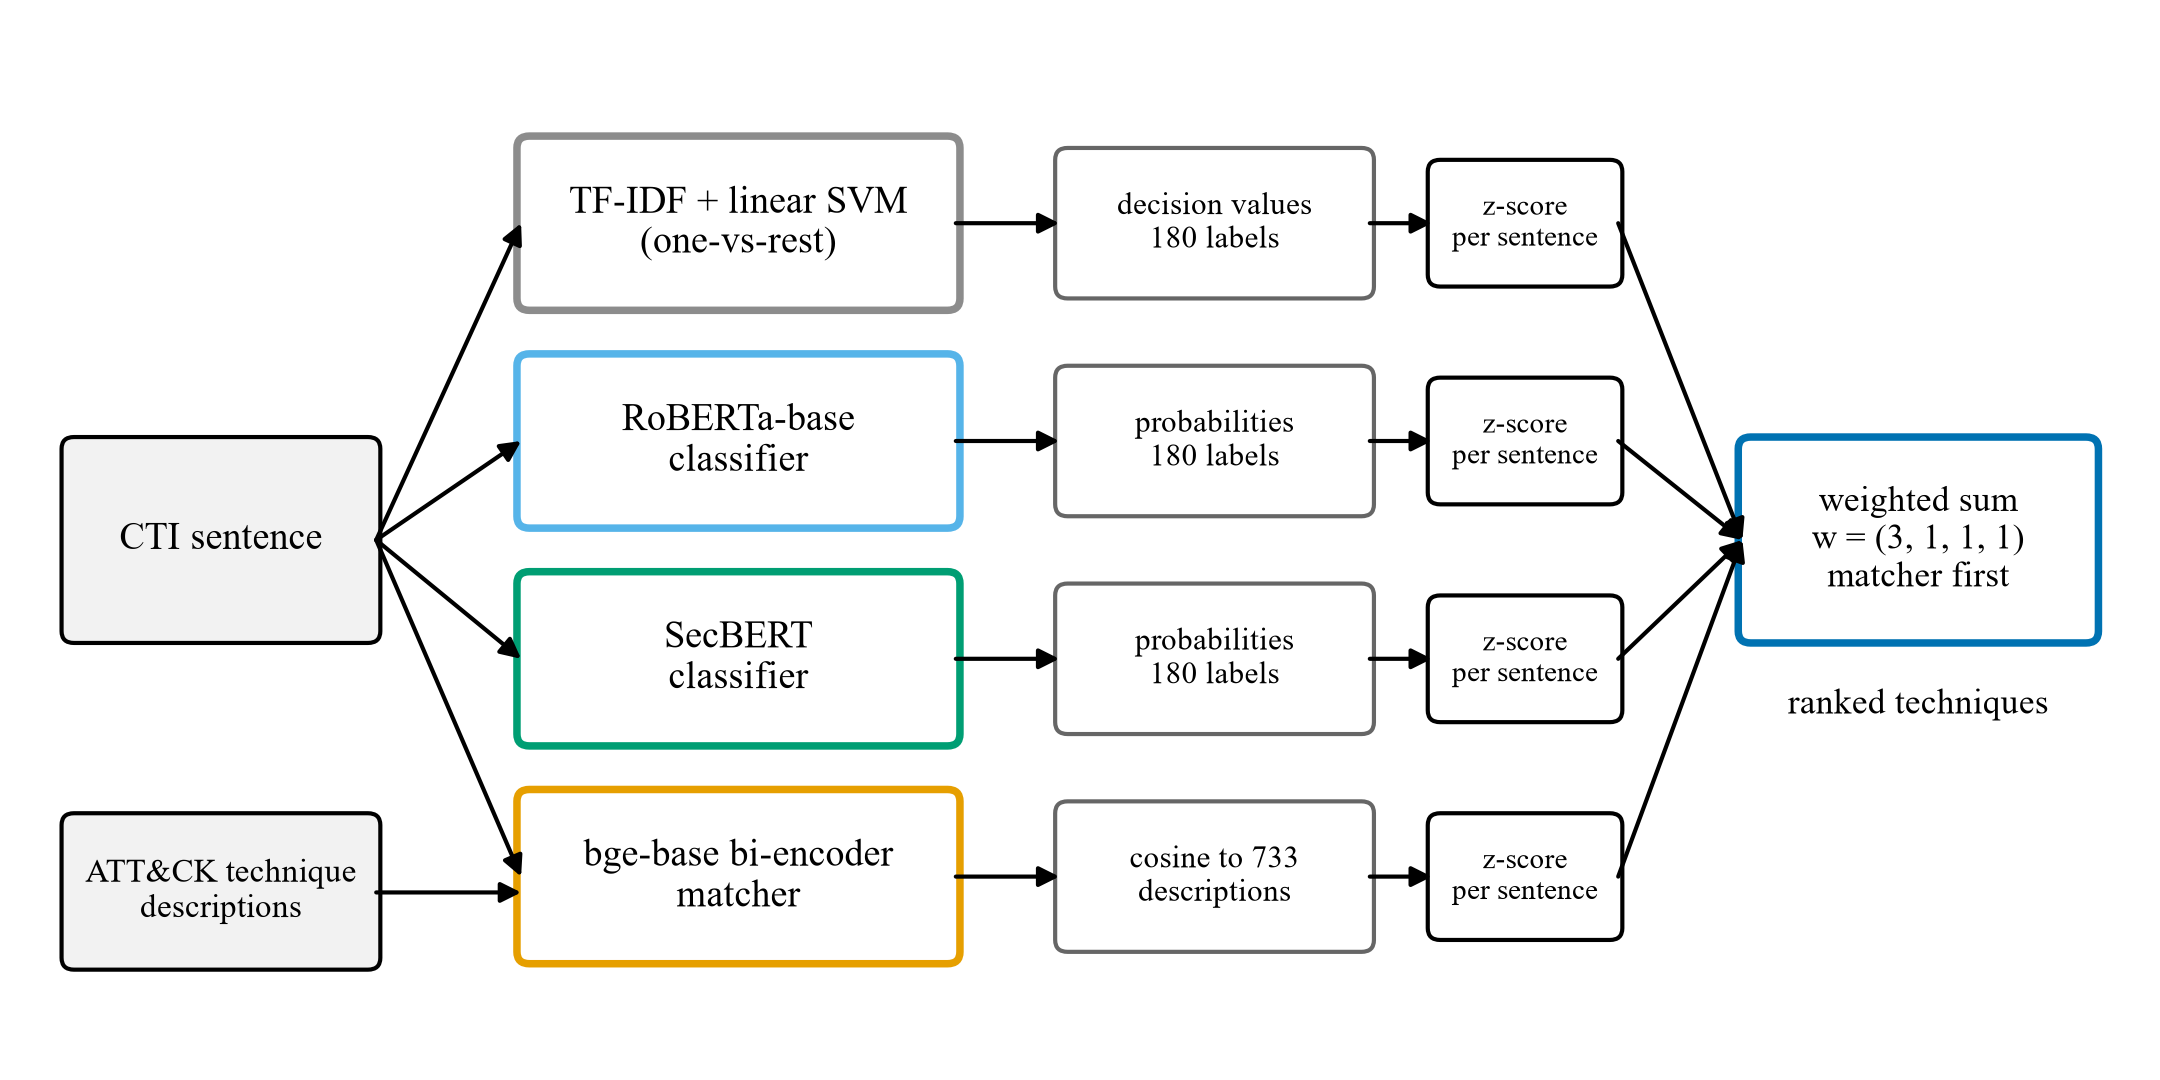 TF-IDF + linear SVM
(one-vs-rest)
decision values
180 labels
z-score
per sentence
RoBERTa-base
classifier
probabilities
180 labels
z-score
per sentence
CTI sentence
weighted sum
w = (3, 1, 1, 1)
matcher first
SecBERT
classifier
probabilities
180 labels
z-score
per sentence
ranked techniques
ATT&CK technique
descriptions
bge-base bi-encoder
matcher
cosine to 733
descriptions
z-score
per sentence